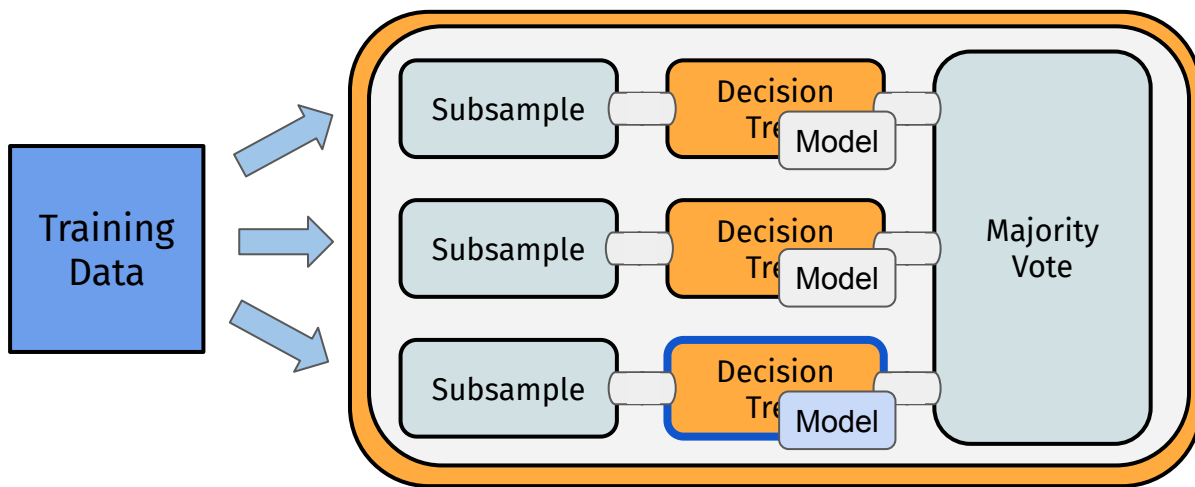 Training
Data
Subsample
Decision
Model
Subsample
Decision
Model
Subsample
Decision
Model
Majority
Vote